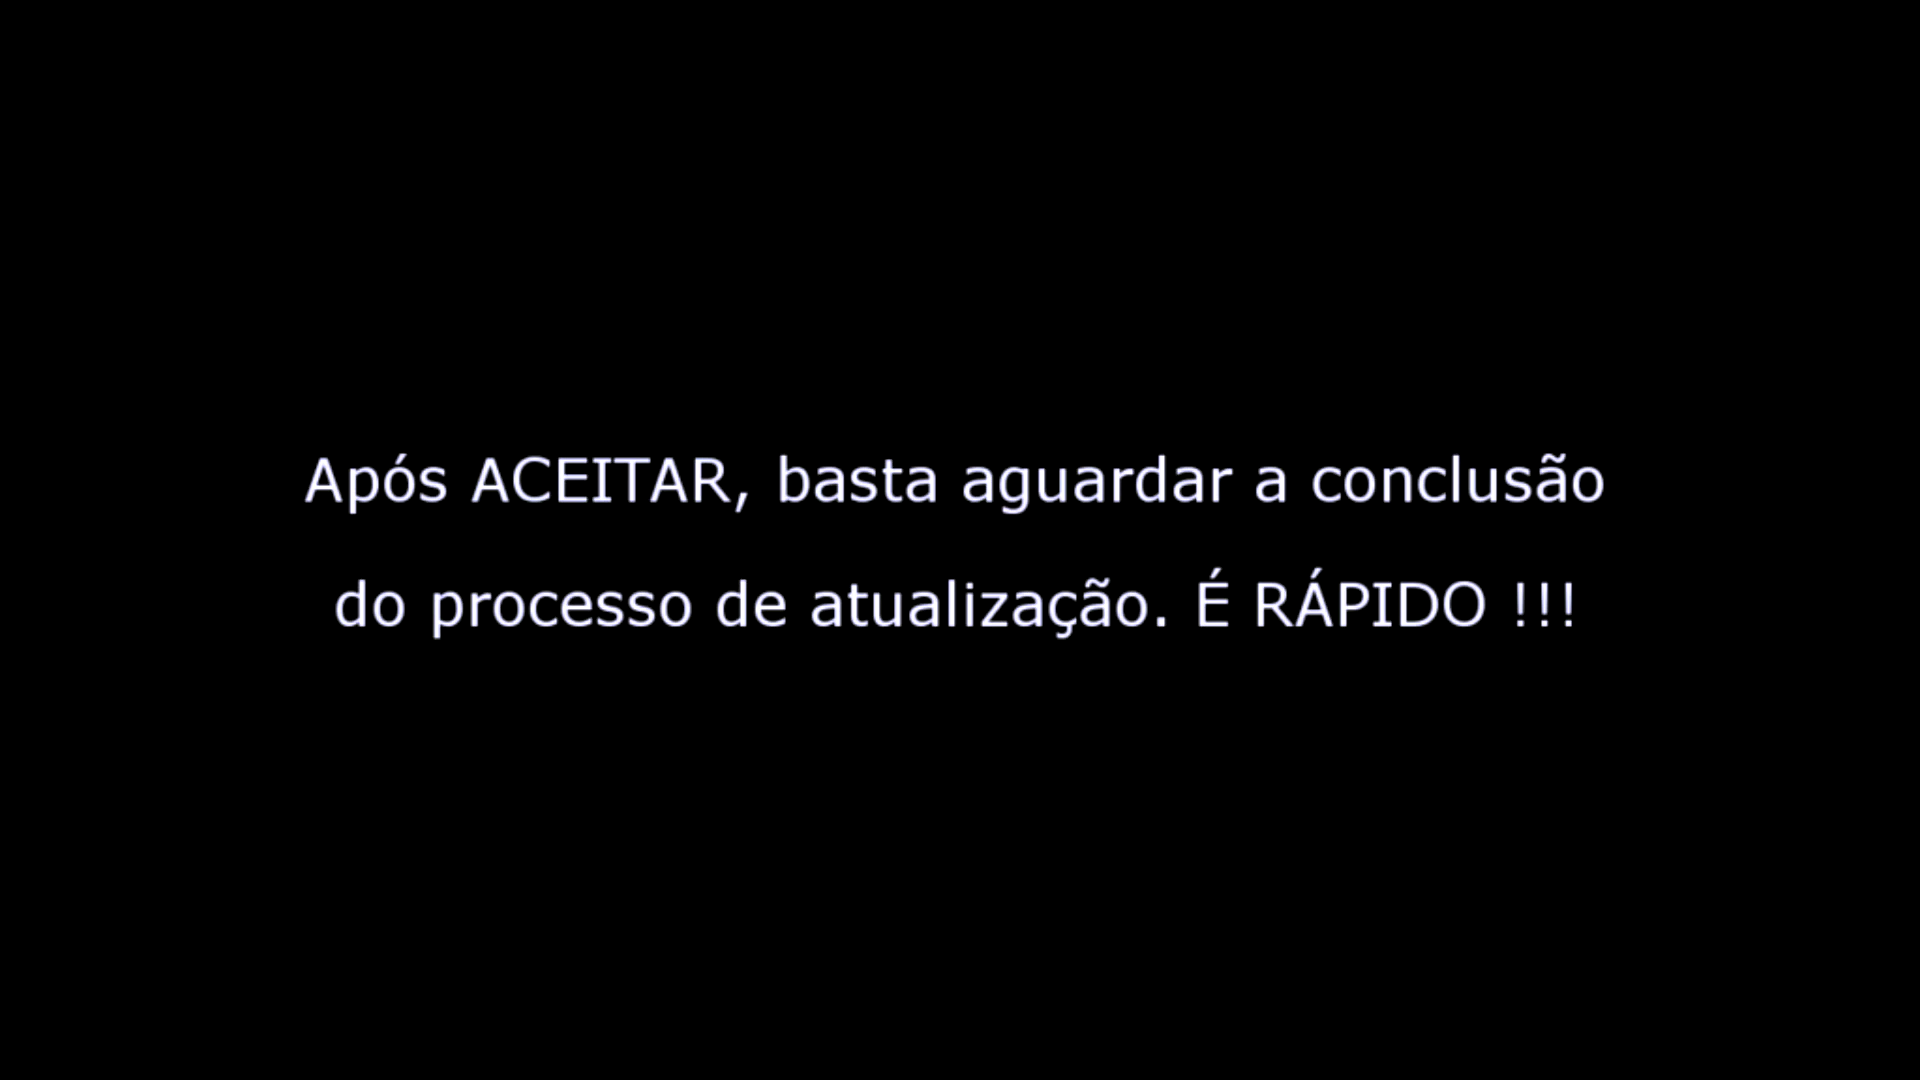 Após ACEITAR, basta aguardar a conclusão
do processo de atualização. É RÁPIDO !!!